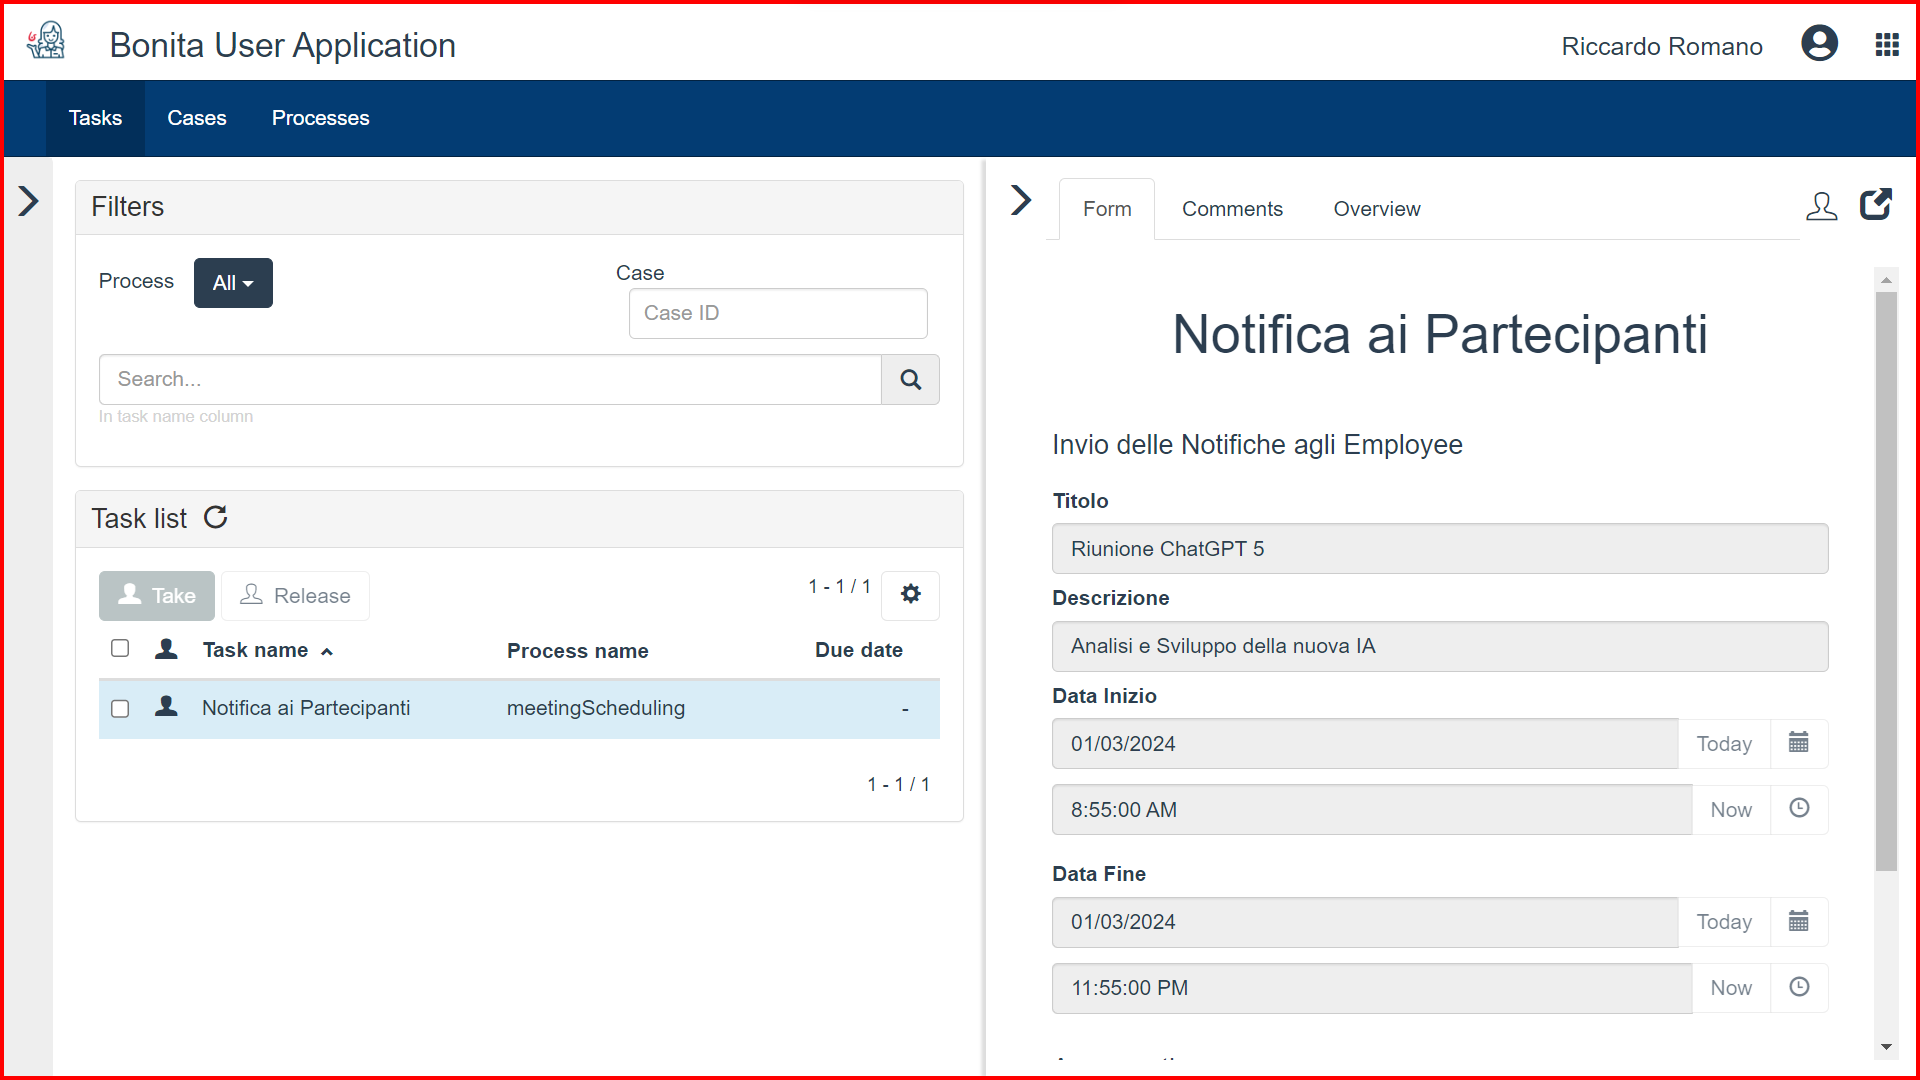 Bonita User Application
Riccardo Romano
Tasks
Cases
Processes
Filters
Process
All
Case
Case ID
Search...
In task name column
Task list
Take
Release
1 - 1 / 1
Task name
Process name
Due date
Notifica ai Partecipanti
meetingScheduling
-
1 - 1 / 1
Form
Comments
Overview
Notifica ai Partecipanti
Invio delle Notifiche agli Employee
Titolo
Riunione ChatGPT 5
Descrizione
Analisi e Sviluppo della nuova IA
Data Inizio
01/03/2024
Today
8:55:00 AM
Now
Data Fine
01/03/2024
Today
11:55:00 PM
Now